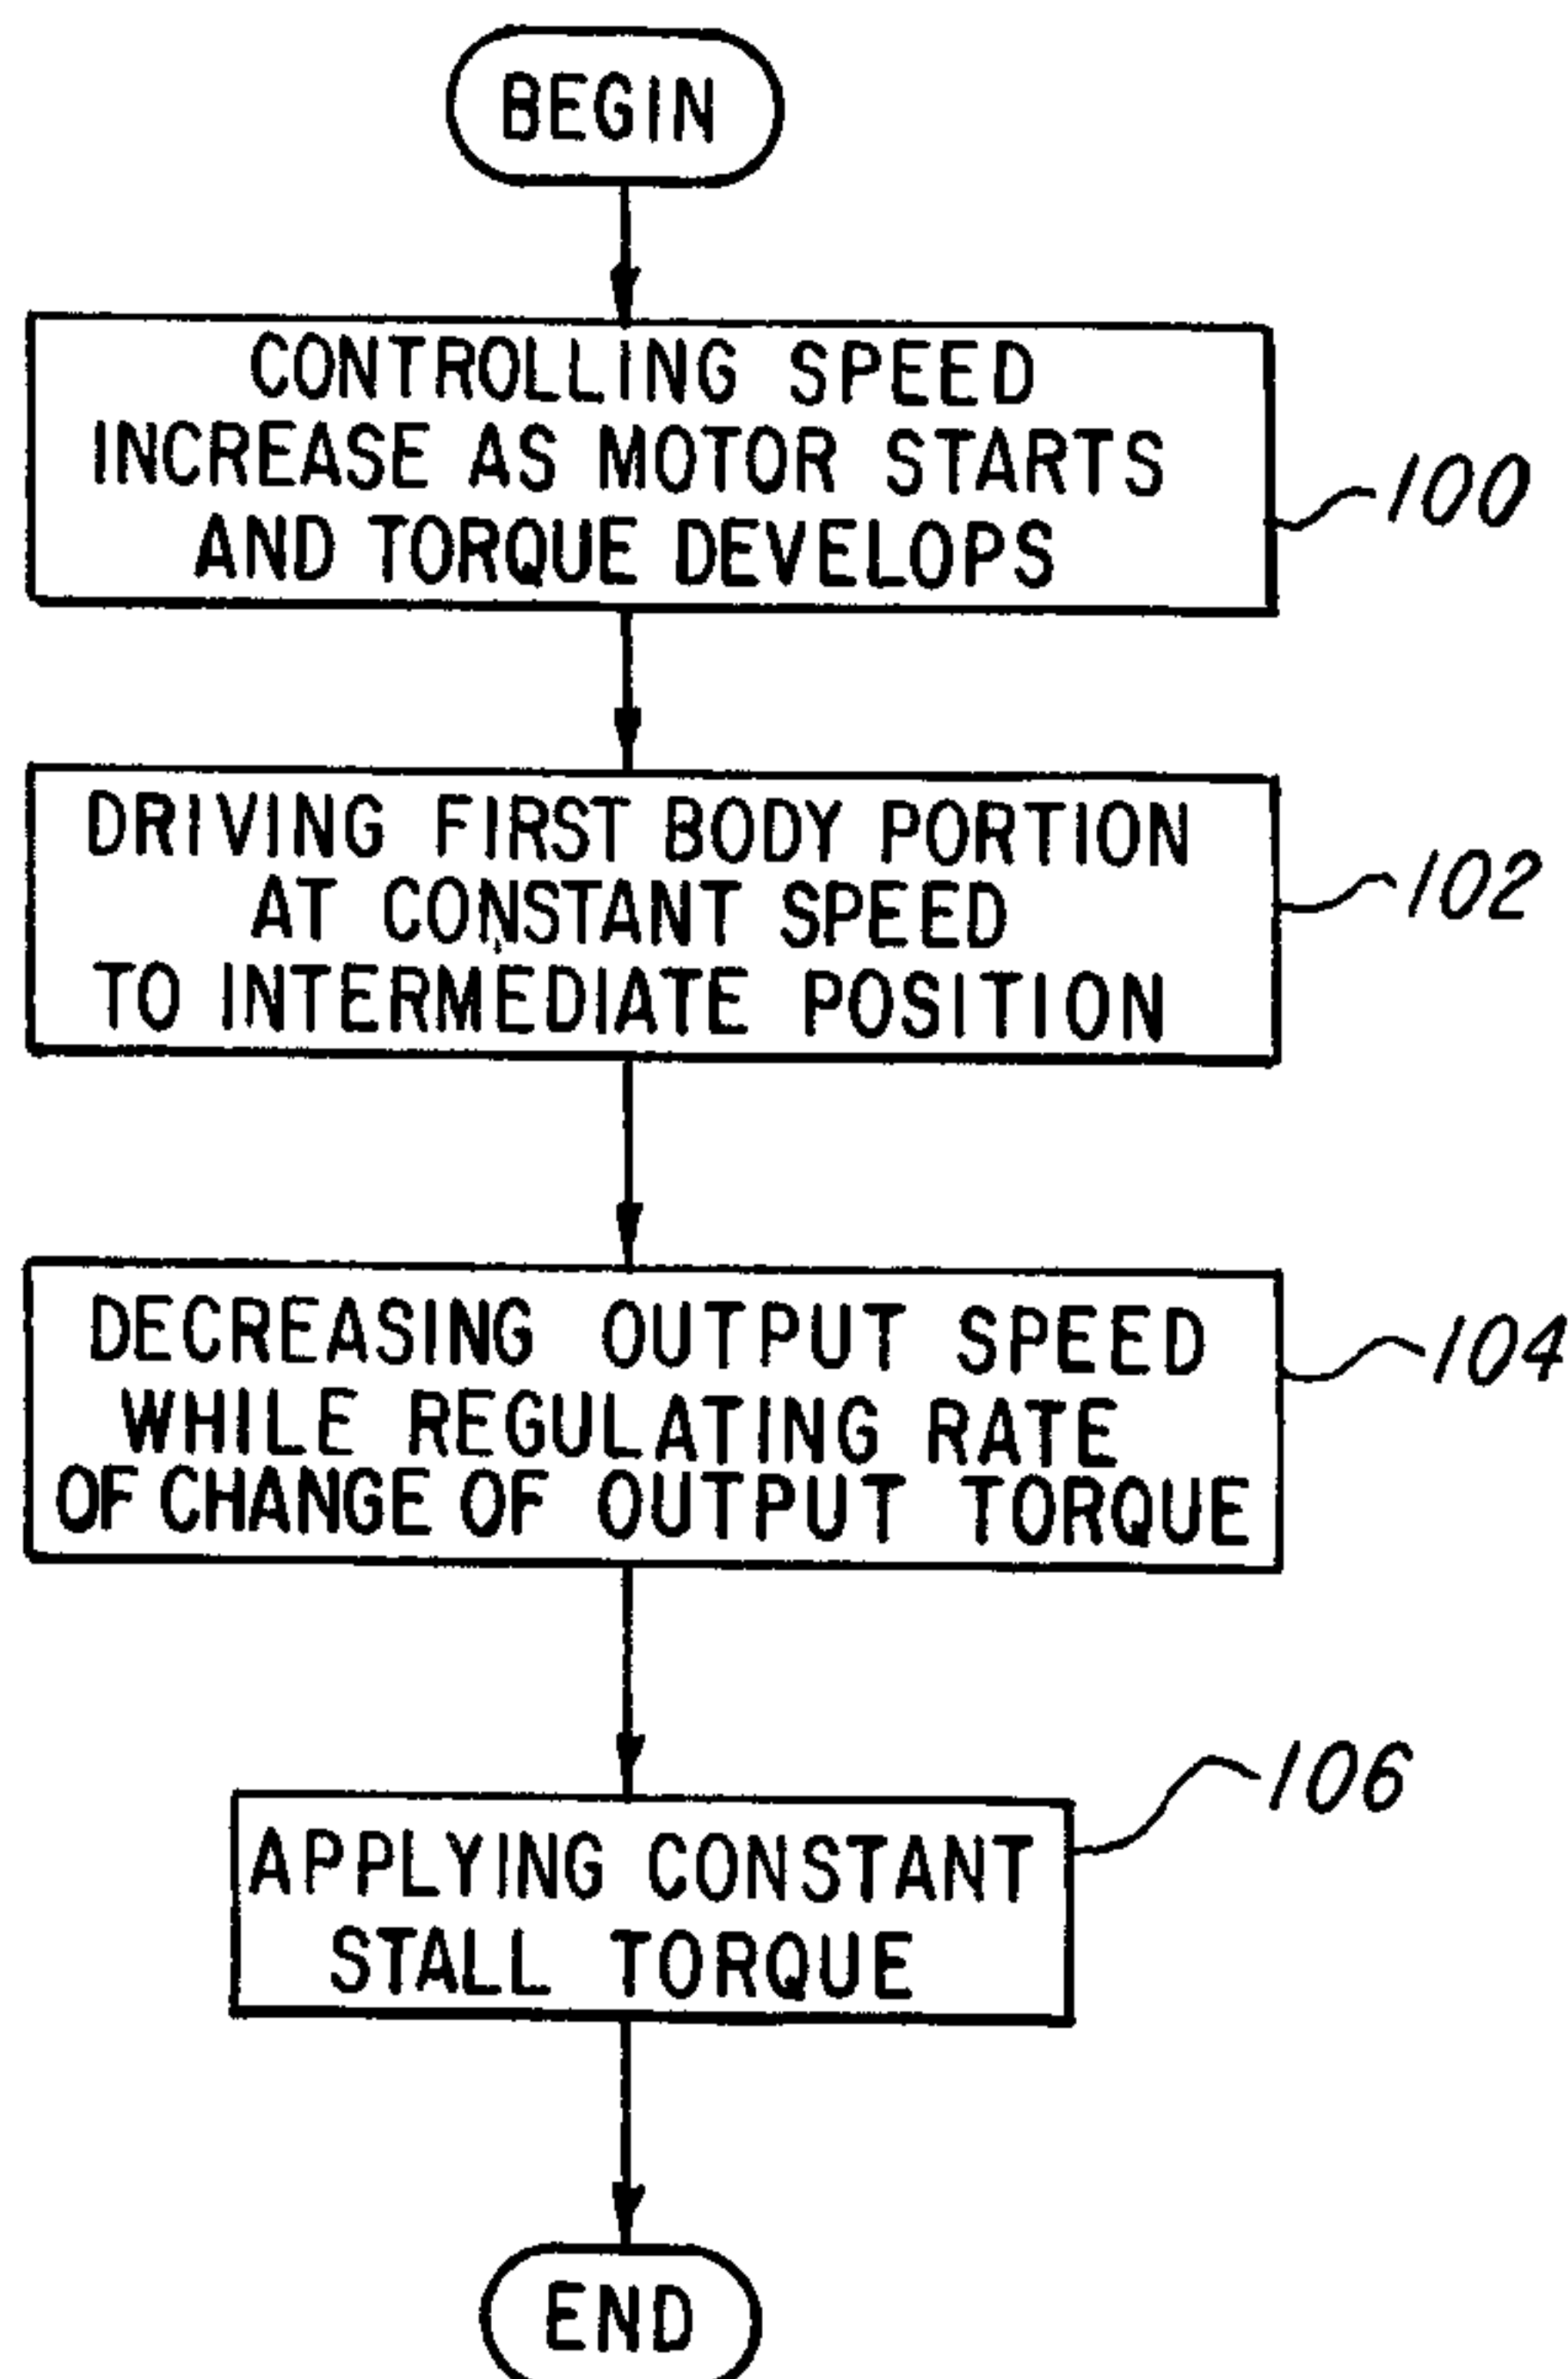 BEGIN
CONTROLLING SPEED
INCREASE AS MOTOR STARTS
AND TORQUE DEVELOPS
100
DRIVING FIRST BODY PORTION
AT CONSTANT SPEED
TO INTERMEDIATE POSITION
102
DECREASING OUTPUT SPEED
WHILE REGULATING RATE
OF CHANGE OF OUTPUT TORQUE
104
APPLYING CONSTANT
STALL TORQUE
106
END